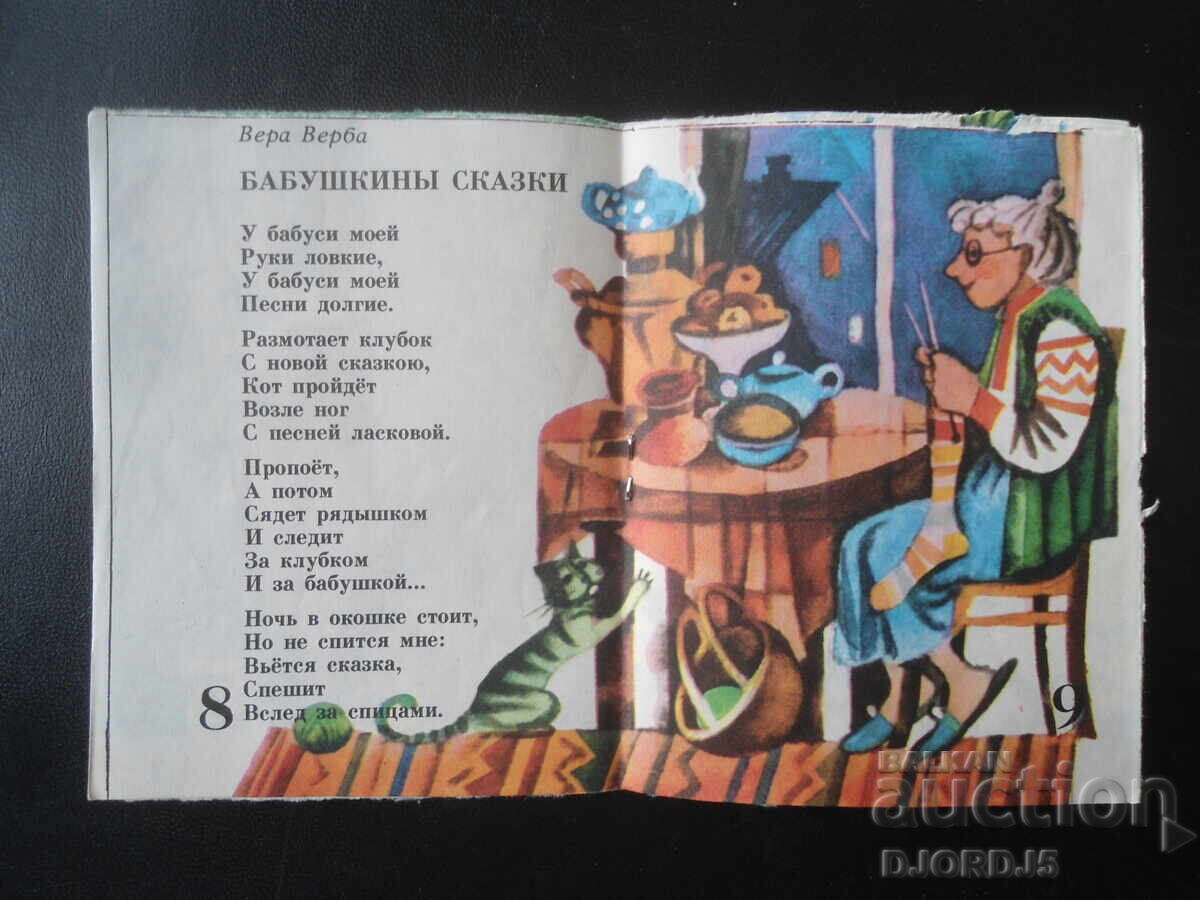 Вера Верба
БАБУШКИНЫ СКАЗКИ
У бабуси моей
Руки ловкие,
У бабуси моей
Песни долгие.
Размотает клубок
С новой сказкою,
Кот пройдёт
Возле ног
С песней ласковой.
Пропоёт,
А потом
Сядет рядышком
И следит
За клубком
И за бабушкой...
Ночь в окошке стоит,
Но не спится мне:
Вьётся сказка,
Спешит
Вслед за спицами.
8
9
BALKAN
auction
DJORDJ5